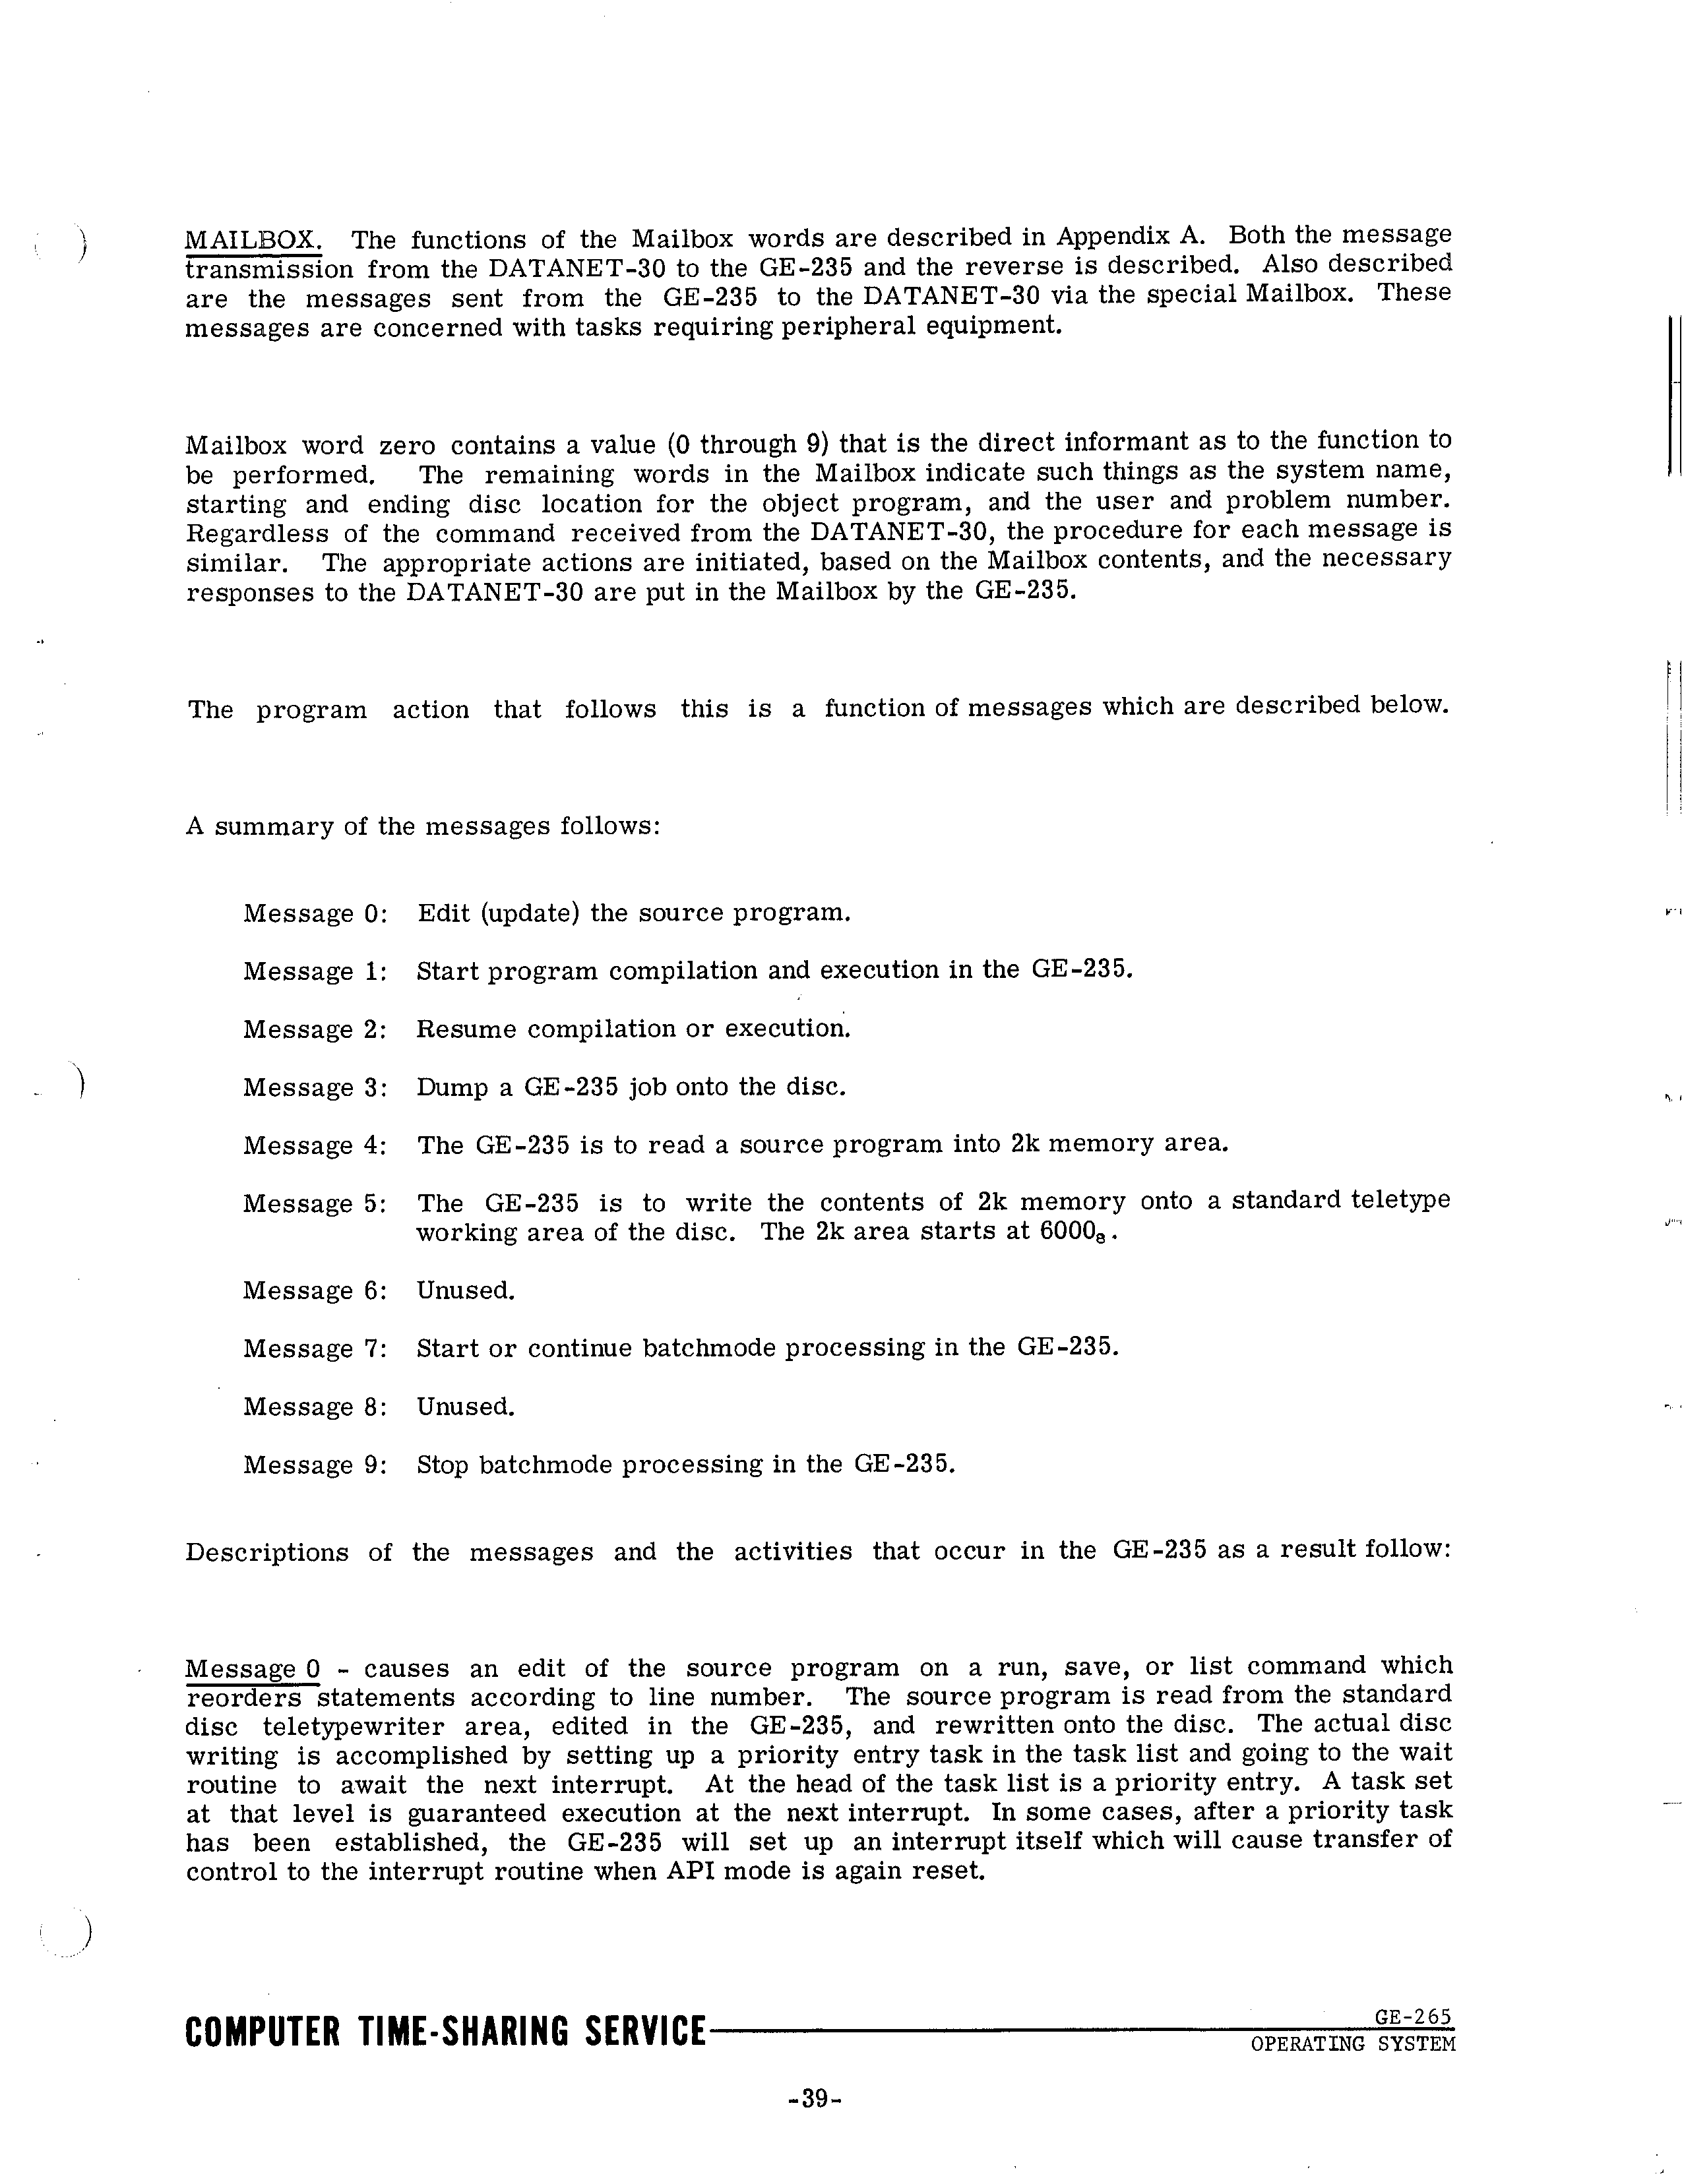 MAILBOX. The functions of the Mailbox words are described in Appendix A. Both the message
transmission from the DATANET-30 to the GE-235 and the reverse is described. Also described
are the messages sent from the GE-235 to the DATANET-30 via the special Mailbox. These
messages are concerned with tasks requiring peripheral equipment.
Mailbox word zero contains a value (0 through 9) that is the direct informant as to the function to
be performed. The remaining words in the Mailbox indicate such things as the system name,
starting and ending disc location for the object program, and the user and problem number.
Regardless of the command received from the DATANET-30, the procedure for each message is
similar. The appropriate actions are initiated, based on the Mailbox contents, and the necessary
responses to the DATANET-30 are put in the Mailbox by the GE-235.
The program action that follows this is a function of messages which are described below.
A summary of the messages follows:
Message 0: Edit (update) the source program.
Message 1: Start program compilation and execution in the GE-235.
Message 2: Resume compilation or execution.
Message 3: Dump a GE-235 job onto the disc.
Message 4: The GE-235 is to read a source program into 2k memory area.
Message 5: The GE-235 is to write the contents of 2k memory onto a standard teletype
working area of the disc. The 2k area starts at 6000₈.
Message 6: Unused.
Message 7: Start or continue batchmode processing in the GE-235.
Message 8: Unused.
Message 9: Stop batchmode processing in the GE-235.
Descriptions of the messages and the activities that occur in the GE-235 as a result follow:
Message 0 - causes an edit of the source program on a run, save, or list command which
reorders statements according to line number. The source program is read from the standard
disc teletypewriter area, edited in the GE-235, and rewritten onto the disc. The actual disc
writing is accomplished by setting up a priority entry task in the task list and going to the wait
routine to await the next interrupt. At the head of the task list is a priority entry. A task set
at that level is guaranteed execution at the next interrupt. In some cases, after a priority task
has been established, the GE-235 will set up an interrupt itself which will cause transfer of
control to the interrupt routine when API mode is again reset.
COMPUTER TIME-SHARING SERVICE
GE-265
OPERATING SYSTEM
-39-